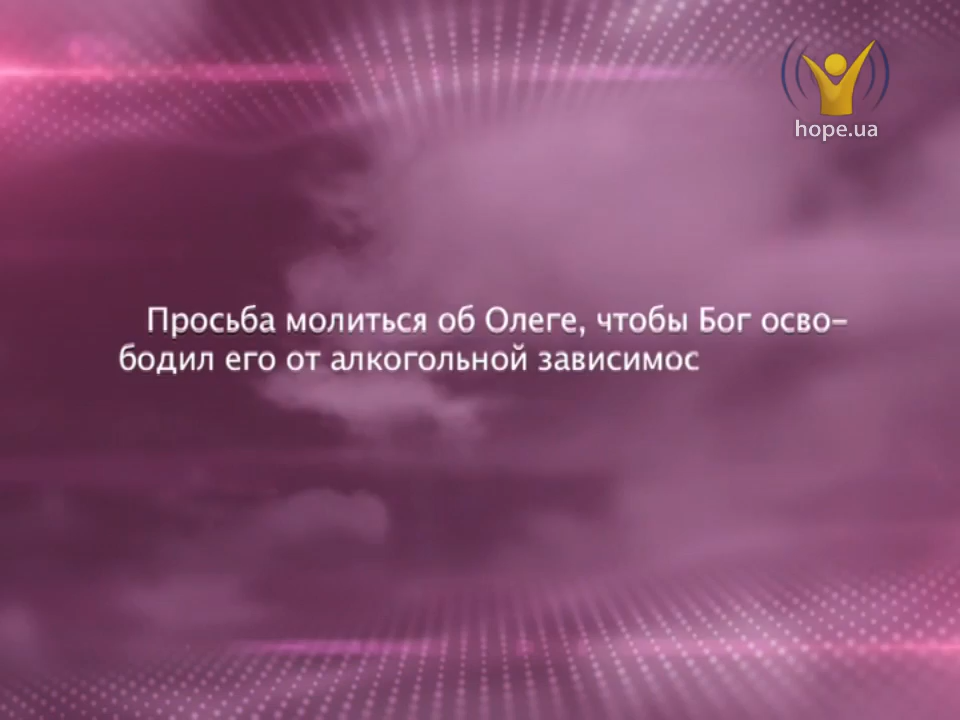 hope.ua
Просьба молиться об Олеге, чтобы Бог осво-
бодил его от алкогольной зависимос